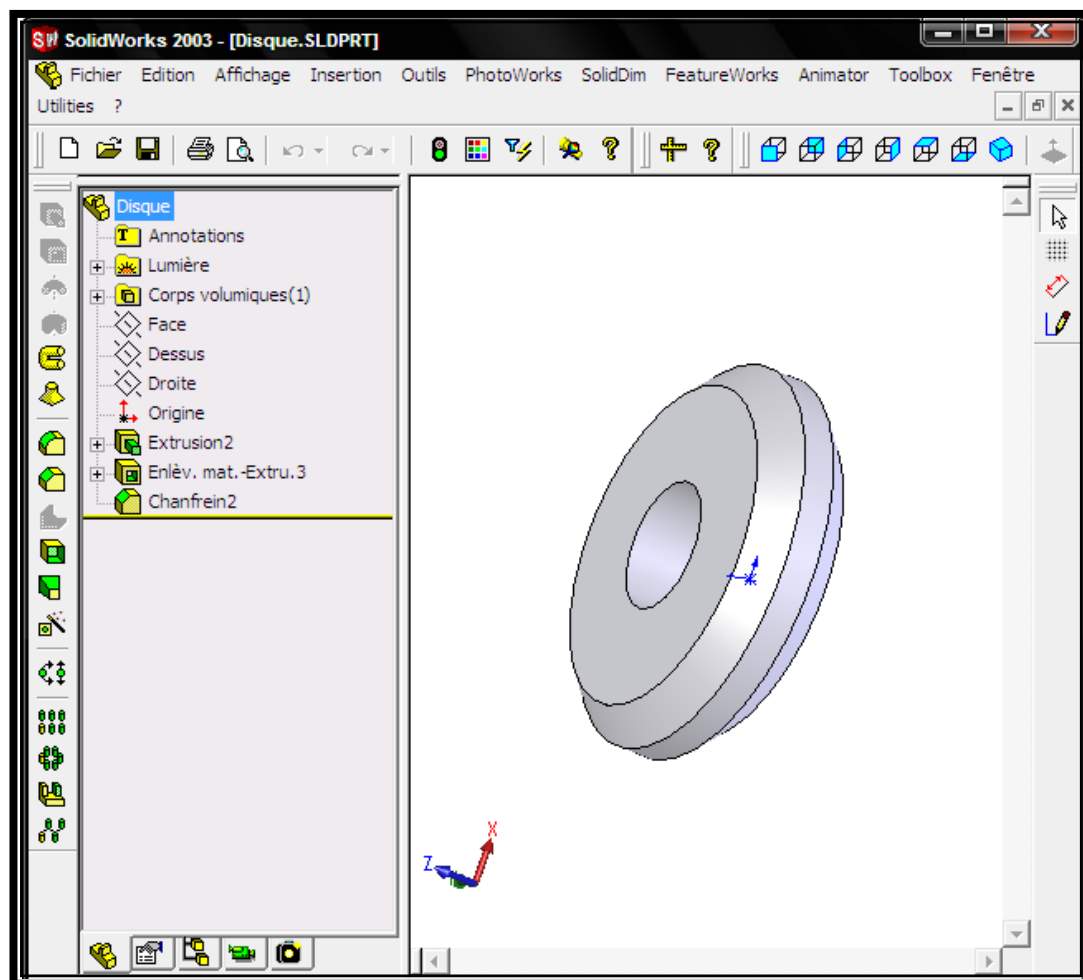 SW SolidWorks 2003 - [Disque.SLDPRT]
Fichier Edition Affichage Insertion Outils PhotoWorks SolidDim FeatureWorks Animator Toolbox Fenêtre
Utilities ?
Disque
T Annotations
Lumière
Corps volumiques(1)
Face
Dessus
Droite
Origine
Extrusion2
Enlèv. mat.-Extru.3
Chanfrein2
X
Z